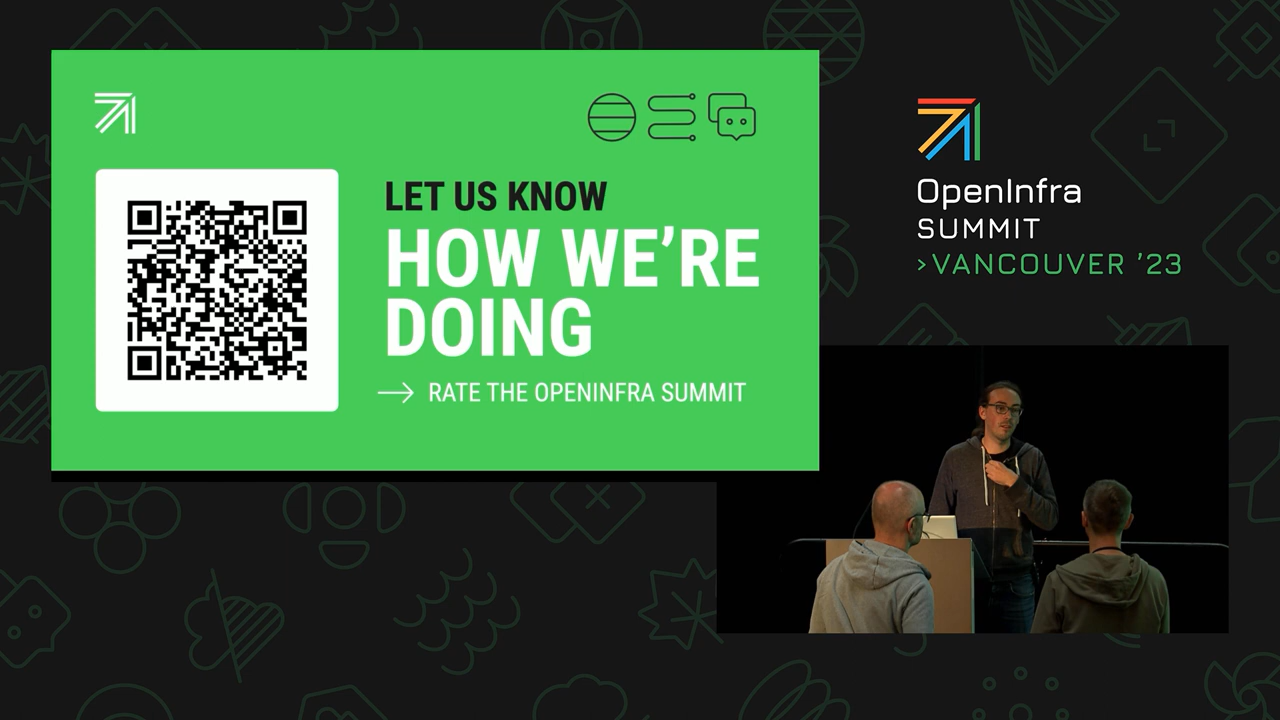 LET US KNOW
HOW WE'RE
DOING
RATE THE OPENINFRA SUMMIT
OpenInfra
SUMMIT
>VANCOUVER '23